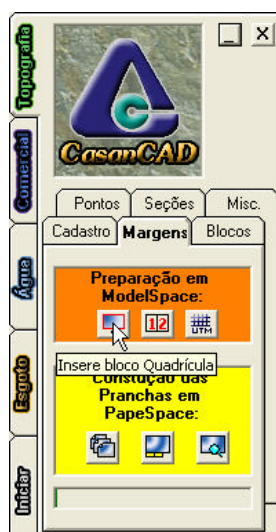 Topografia
Comercial
Água
Esgoto
Iniciar
CasanCAD
Pontos
Seções
Misc.
Cadastro
Margens
Blocos
Preparação em
ModelSpace:
12
UTM
Insere bloco Quadrícula
Constução das
Pranchas em
PapeSpace: